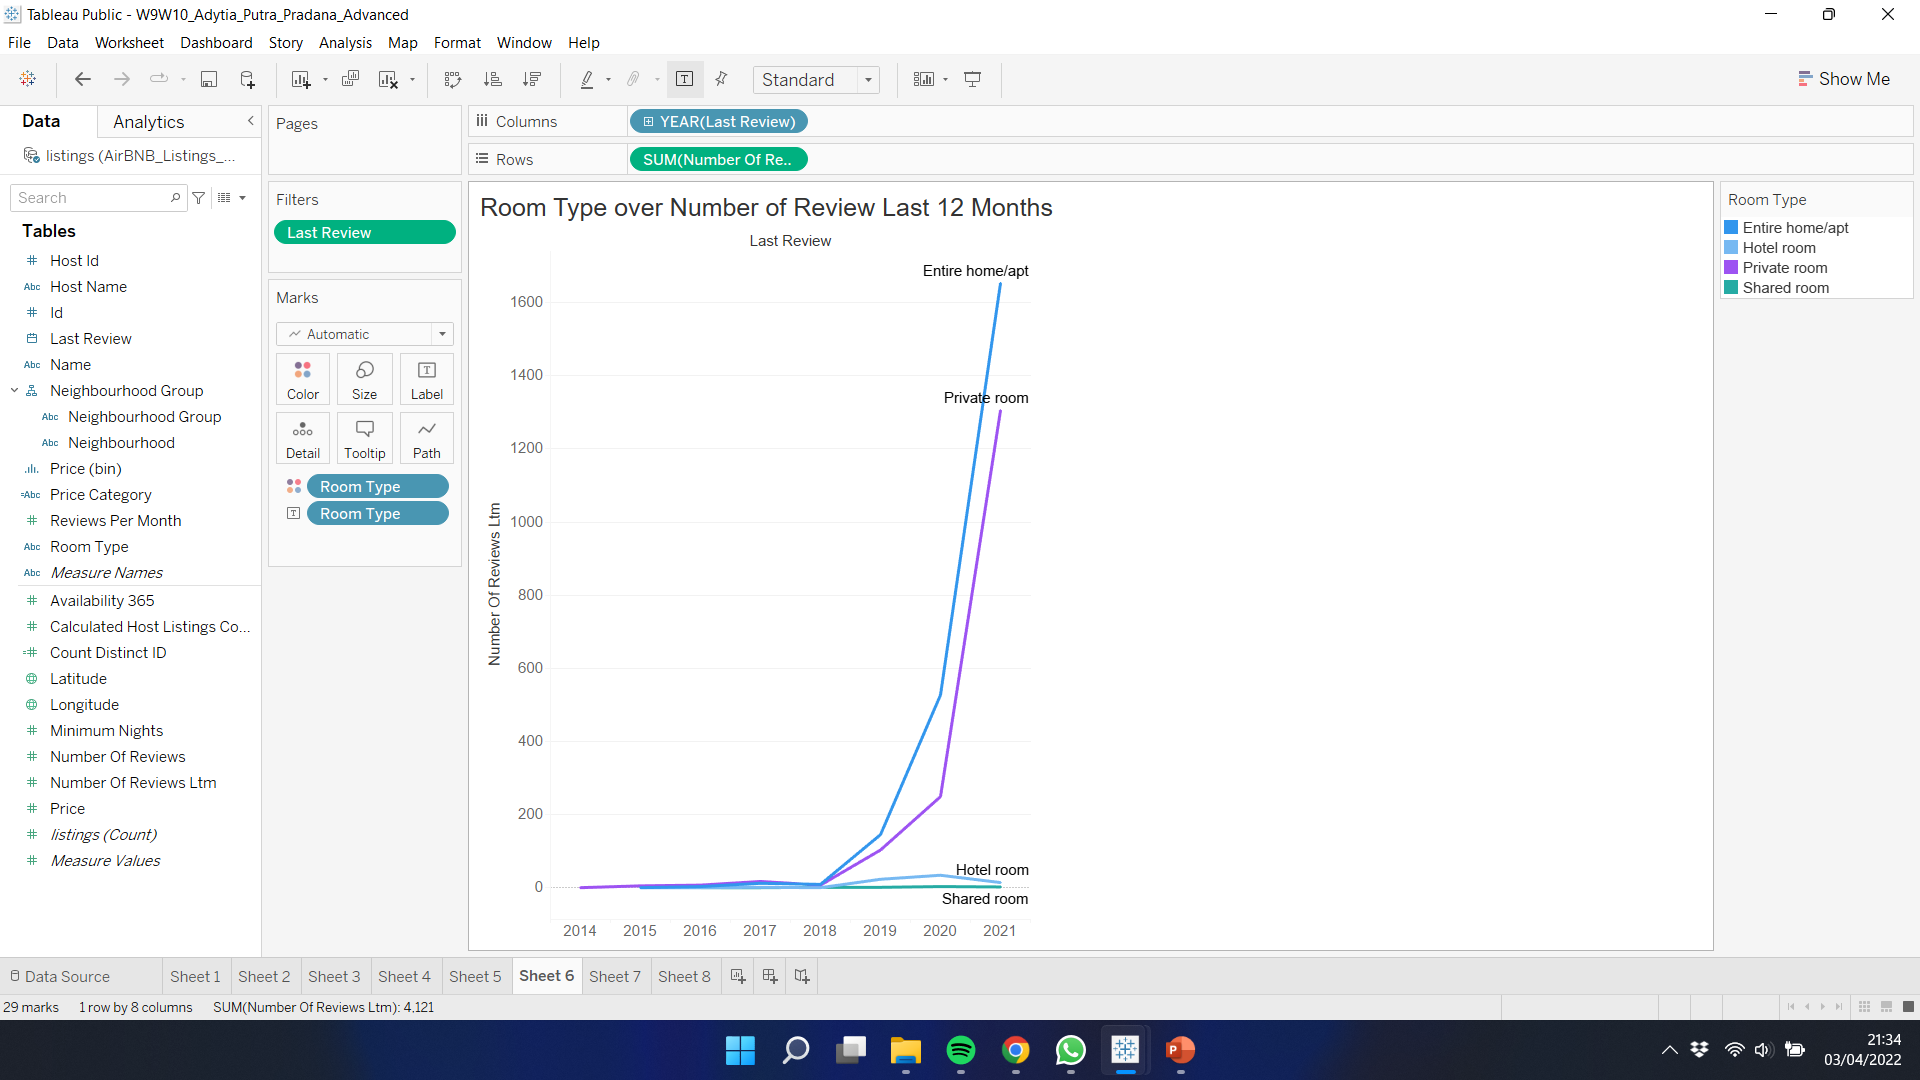 Tableau Public - W9W10_Adytia_Putra_Pradana_Advanced
File Data Worksheet Dashboard Story Analysis Map Format Window Help
Standard
Show Me
Data Analytics
listings (AirBNB_Listings_...
Search
Tables
Host Id
Abc Host Name
Id
Last Review
Abc Name
Neighbourhood Group
Abc Neighbourhood Group
Abc Neighbourhood
Price (bin)
=Abc Price Category
Reviews Per Month
Abc Room Type
Abc Measure Names
Availability 365
Calculated Host Listings Co...
Count Distinct ID
Latitude
Longitude
Minimum Nights
Number Of Reviews
Number Of Reviews Ltm
Price
listings (Count)
Measure Values
Pages
Filters
Last Review
Marks
Automatic
Color Size Label
Detail Tooltip Path
Room Type
Room Type
Columns YEAR(Last Review)
Rows SUM(Number Of Re..
Room Type over Number of Review Last 12 Months
Last Review
Number Of Reviews Ltm
1600
1400
1200
1000
800
600
400
200
0
Entire home/apt
Private room
Hotel room
Shared room
2014 2015 2016 2017 2018 2019 2020 2021
Room Type
Entire home/apt
Hotel room
Private room
Shared room
Data Source Sheet 1 Sheet 2 Sheet 3 Sheet 4 Sheet 5 Sheet 6 Sheet 7 Sheet 8
29 marks 1 row by 8 columns SUM(Number Of Reviews Ltm): 4,121
21:34
03/04/2022